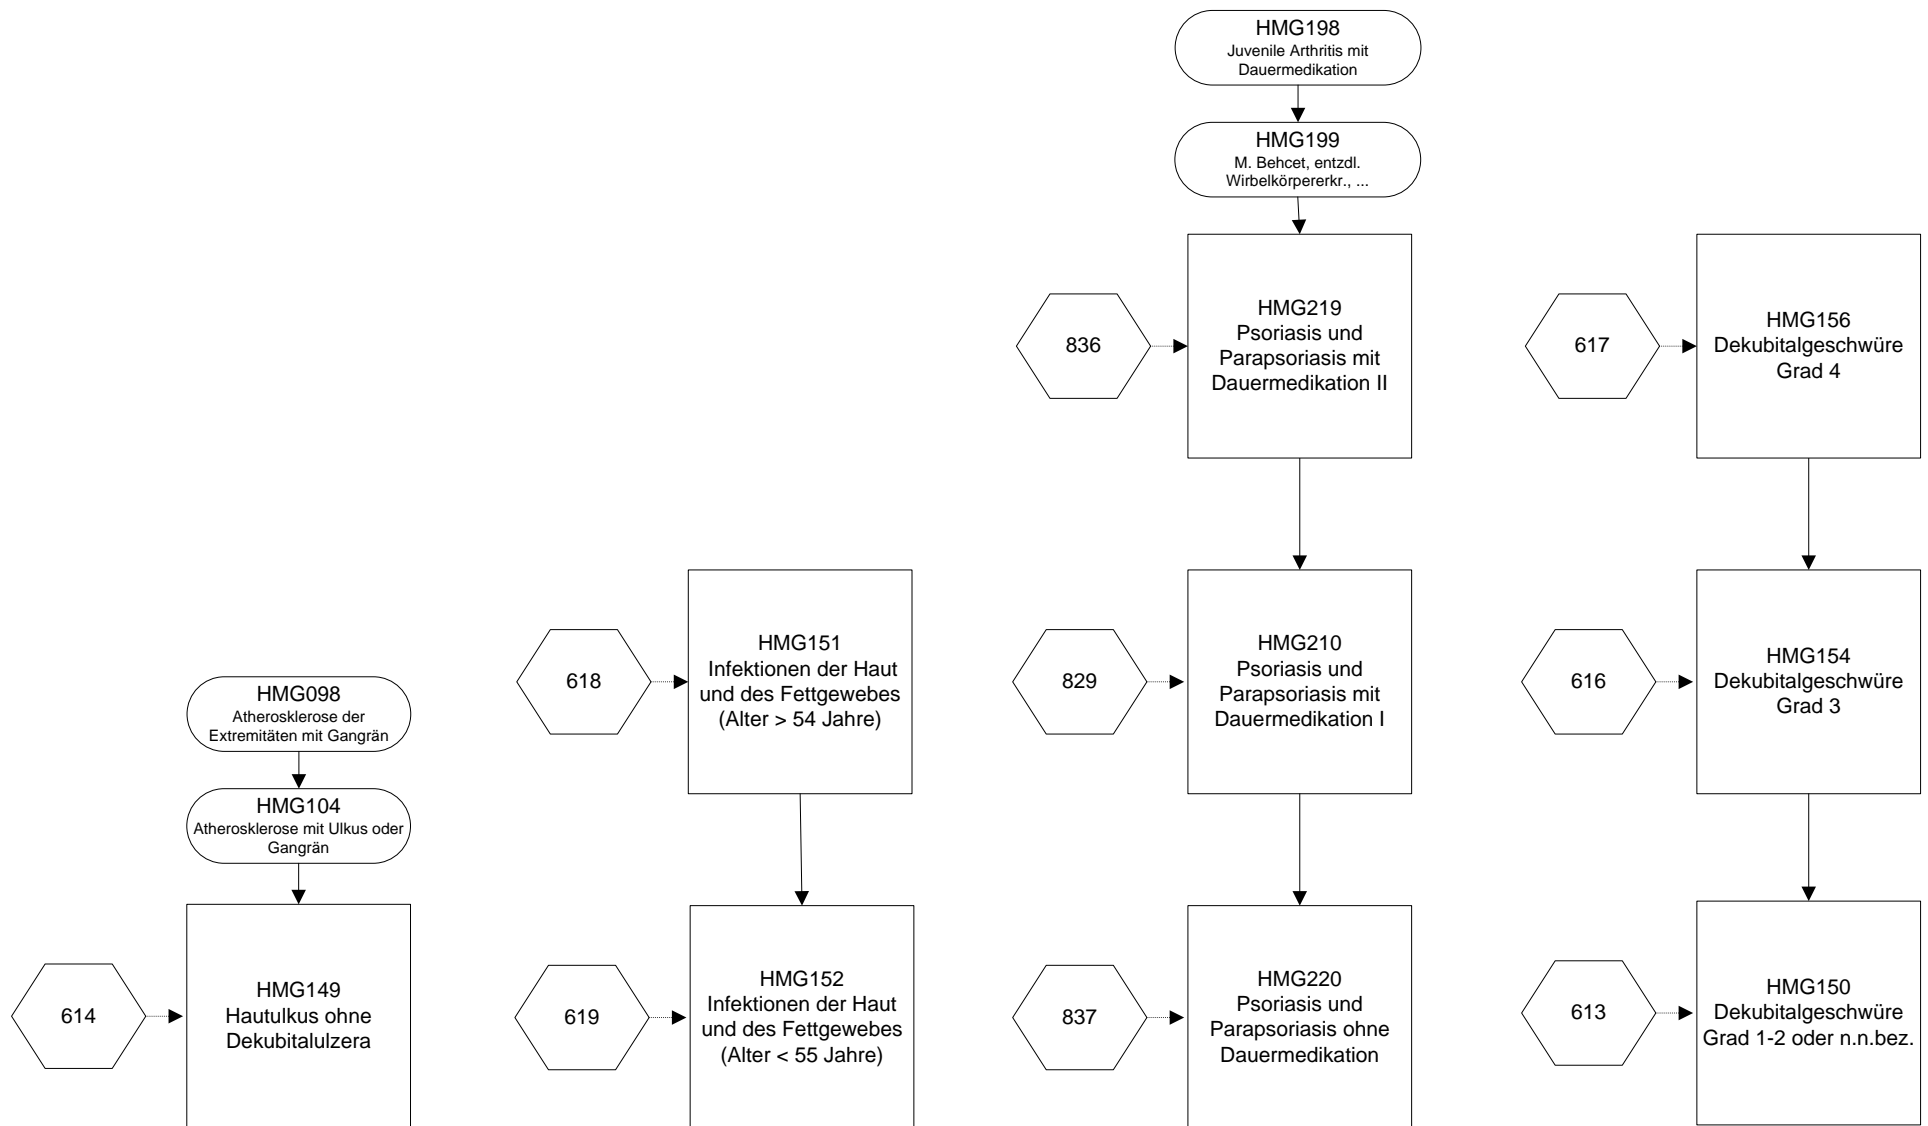 HMG198
Juvenile Arthritis mit
Dauermedikation
HMG199
M. Behcet, entzdl.
Wirbelkörpererkr., ...
836
HMG219
Psoriasis und
Parapsoriasis mit
Dauermedikation II
617
HMG156
Dekubitalgeschwüre
Grad 4
HMG098
Atherosklerose der
Extremitäten mit Gangrän
HMG104
Atherosklerose mit Ulkus oder
Gangrän
618
HMG151
Infektionen der Haut
und des Fettgewebes
(Alter > 54 Jahre)
829
HMG210
Psoriasis und
Parapsoriasis mit
Dauermedikation I
616
HMG154
Dekubitalgeschwüre
Grad 3
614
HMG149
Hautulkus ohne
Dekubitalulzera
619
HMG152
Infektionen der Haut
und des Fettgewebes
(Alter < 55 Jahre)
837
HMG220
Psoriasis und
Parapsoriasis ohne
Dauermedikation
613
HMG150
Dekubitalgeschwüre
Grad 1-2 oder n.n.bez.